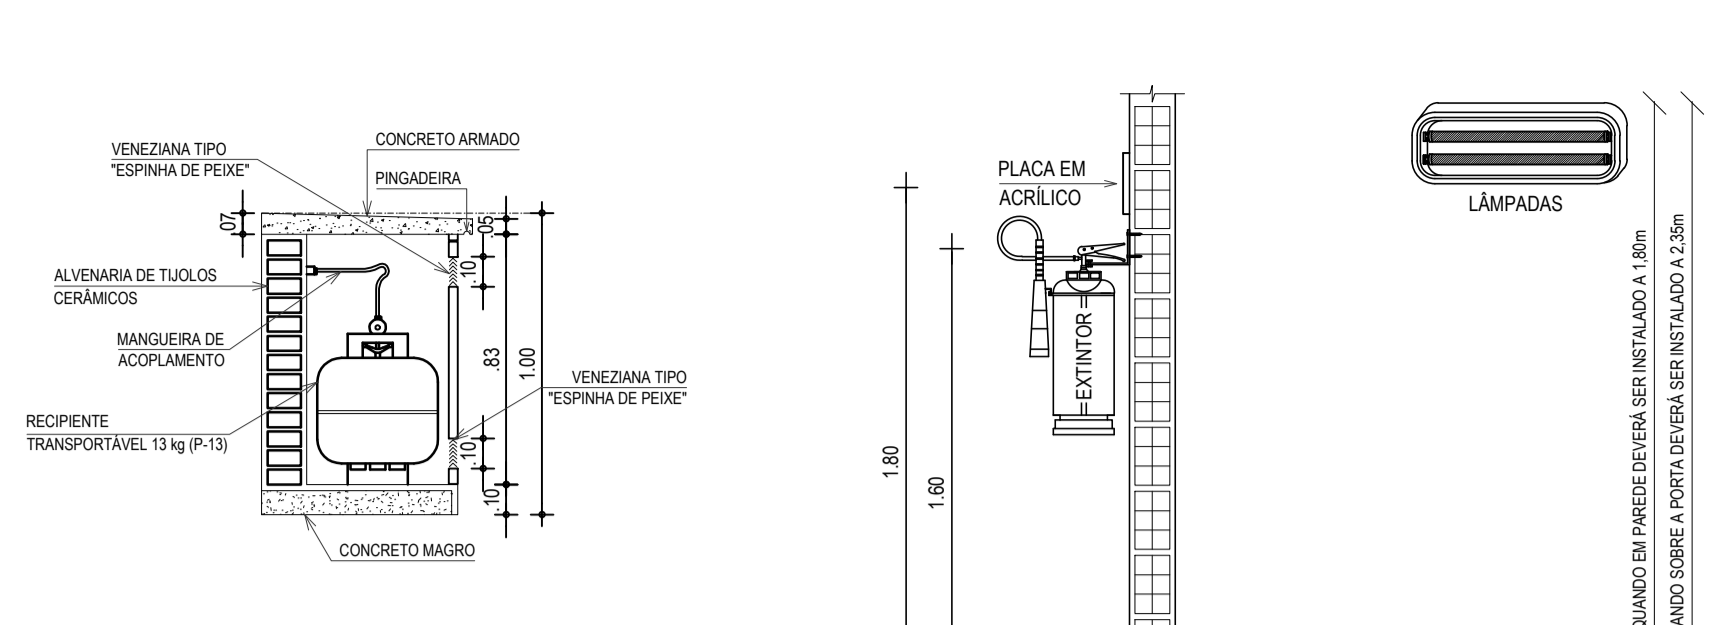 VENEZIANA TIPO
"ESPINHA DE PEIXE"
CONCRETO ARMADO
PINGADEIRA
.07
.05
.10
ALVENARIA DE TIJOLOS
CERÂMICOS
MANGUEIRA DE
ACOPLAMENTO
.83
1.00
VENEZIANA TIPO
"ESPINHA DE PEIXE"
RECIPIENTE
TRANSPORTÁVEL 13 kg (P-13)
.10
.10
CONCRETO MAGRO
PLACA EM
ACRÍLICO
EXTINTOR
1.80
1.60
LÂMPADAS
QUANDO EM PAREDE DEVERÁ SER INSTALADO A 1,80m
ANDO SOBRE A PORTA DEVERÁ SER INSTALADO A 2,35m